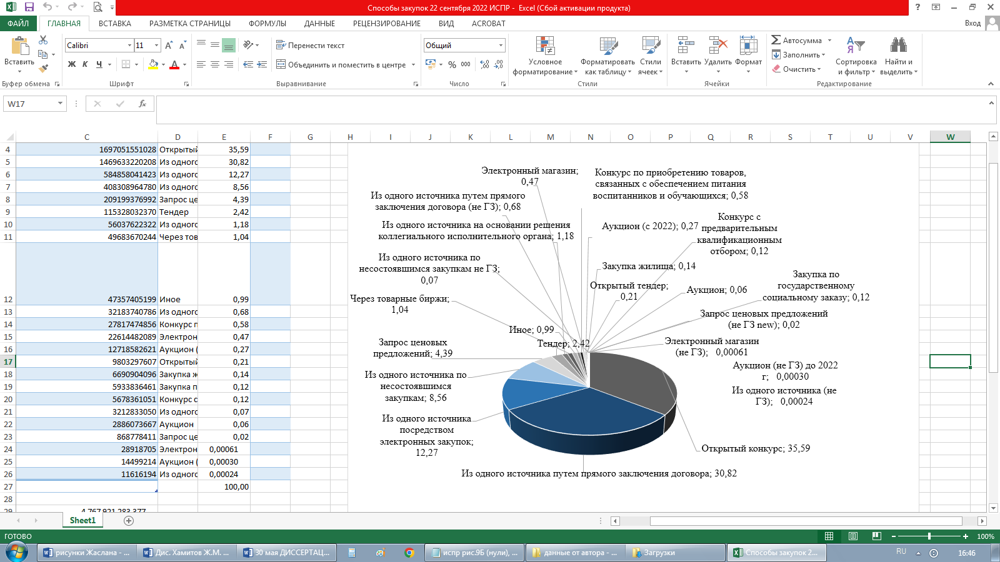 Способы закупок 22 сентября 2022 ИСПР - Excel (Сбой активации продукта)
ФАЙЛ ГЛАВНАЯ ВСТАВКА РАЗМЕТКА СТРАНИЦЫ ФОРМУЛЫ ДАННЫЕ РЕЦЕНЗИРОВАНИЕ ВИД ACROBAT Вход
Вставить
Буфер обмена
Calibri 11
Ж К Ч
Шрифт
Перенести текст
Объединить и поместить в центре
Выравнивание
Общий
% 000
Число
Условное форматирование
Форматировать как таблицу
Стили ячеек
Стили
Вставить Удалить Формат
Ячейки
Автосумма
Заполнить
Очистить
Сортировка и фильтр
Найти и выделить
Редактирование
W17 fx
C D E F G H I J K L M N O P Q R S T U V W
4 1697051551028 Открытый 35,59
5 1469633220208 Из одного 30,82
6 584858041423 Из одного 12,27
7 408308964780 Из одного 8,56
8 209199376992 Запрос це 4,39
9 115328032370 Тендер 2,42
10 56037622322 Из одного 1,18
11 49683670244 Через тов 1,04
12 47357405199 Иное 0,99
13 32183740786 Из одного 0,68
14 27817474856 Конкурс п 0,58
15 22614482089 Электрон 0,47
16 12718582621 Аукцион ( 0,27
17 9803297607 Открытый 0,21
18 6690904096 Закупка ж 0,14
19 5933836461 Закупка п 0,12
20 5678361051 Конкурс с 0,12
21 3212833050 Из одного 0,07
22 2886073667 Аукцион 0,06
23 868778411 Запрос це 0,02
24 28918705 Электрон 0,00061
25 14499214 Аукцион ( 0,00030
26 11616194 Из одного 0,00024
27 100,00
28
29 4 767 921 283 377
Электронный магазин;
0,47
Конкурс по приобретению товаров,
связанных с обеспечением питания
воспитанников и обучающихся; 0,58
Из одного источника путем прямого
заключения договора (не ГЗ); 0,68
Из одного источника на основании решения
коллегиального исполнительного органа; 1,18
Аукцион (с 2022); 0,27
Конкурс с
предварительным
квалификационным
отбором; 0,12
Из одного источника по
несостоявшимся закупкам не ГЗ;
0,07
Закупка жилища; 0,14
Открытый тендер;
0,21
Аукцион; 0,06
Закупка по
государственному
социальному заказу; 0,12
Через товарные биржи;
1,04
Запрос ценовых предложений
(не ГЗ new); 0,02
Иное; 0,99
Тендер; 2,42
Запрос ценовых
предложений; 4,39
Электронный магазин
(не ГЗ); 0,00061
Аукцион (не ГЗ) до 2022
г; 0,00030
Из одного источника по
несостоявшимся
закупкам; 8,56
Из одного источника (не
ГЗ); 0,00024
Из одного источника
посредством
электронных закупок;
12,27
Открытый конкурс; 35,59
Из одного источника путем прямого заключения договора; 30,82
Sheet1
ГОТОВО 100%
рисунки Жаслана - ...
Дис. Хамитов Ж.М. ...
30 мая ДИССЕРТАЦ...
испр рис.9Б (нули), ...
данные от автора - ...
Загрузки
Способы закупок 2...
RU 16:46